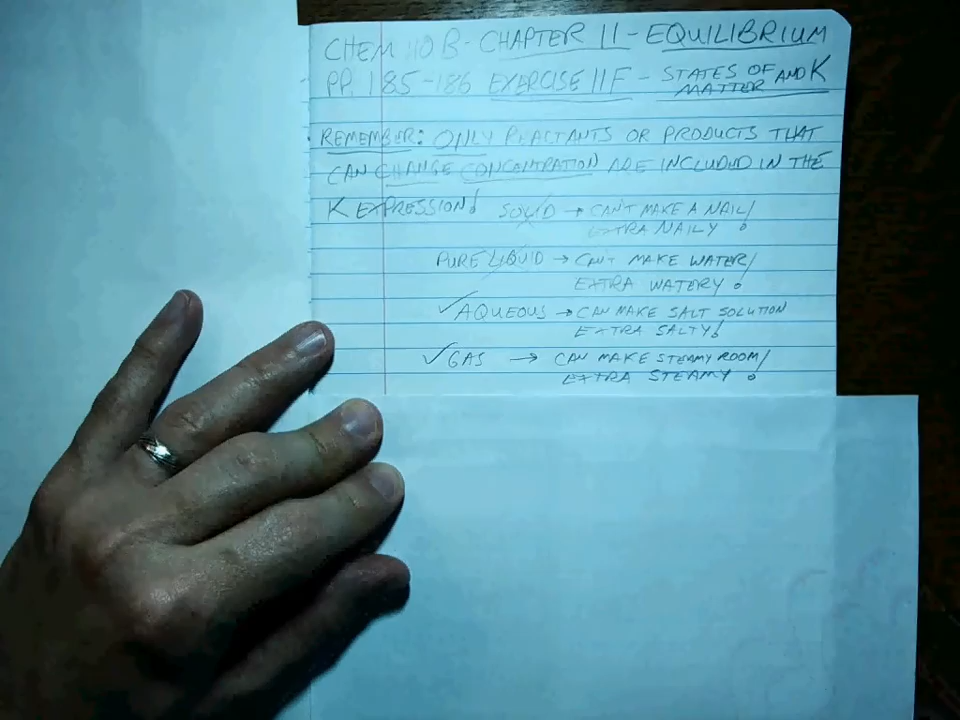 CHEM 110B - CHAPTER 11 - EQUILIBRIUM
PP. 185-186 EXERCISE 11F - STATES OF MATTER AND K
REMEMBER: ONLY REACTANTS OR PRODUCTS THAT
CAN CHANGE CONCENTRATION ARE INCLUDED IN THE
K EXPRESSION! SOLID → CAN'T MAKE A NAIL
EXTRA NAILY!
PURE LIQUID → CAN'T MAKE WATER
EXTRA WATERY!
✓ AQUEOUS → CAN MAKE SALT SOLUTION
EXTRA SALTY!
✓ GAS → CAN MAKE STEAMY ROOM
EXTRA STEAMY!